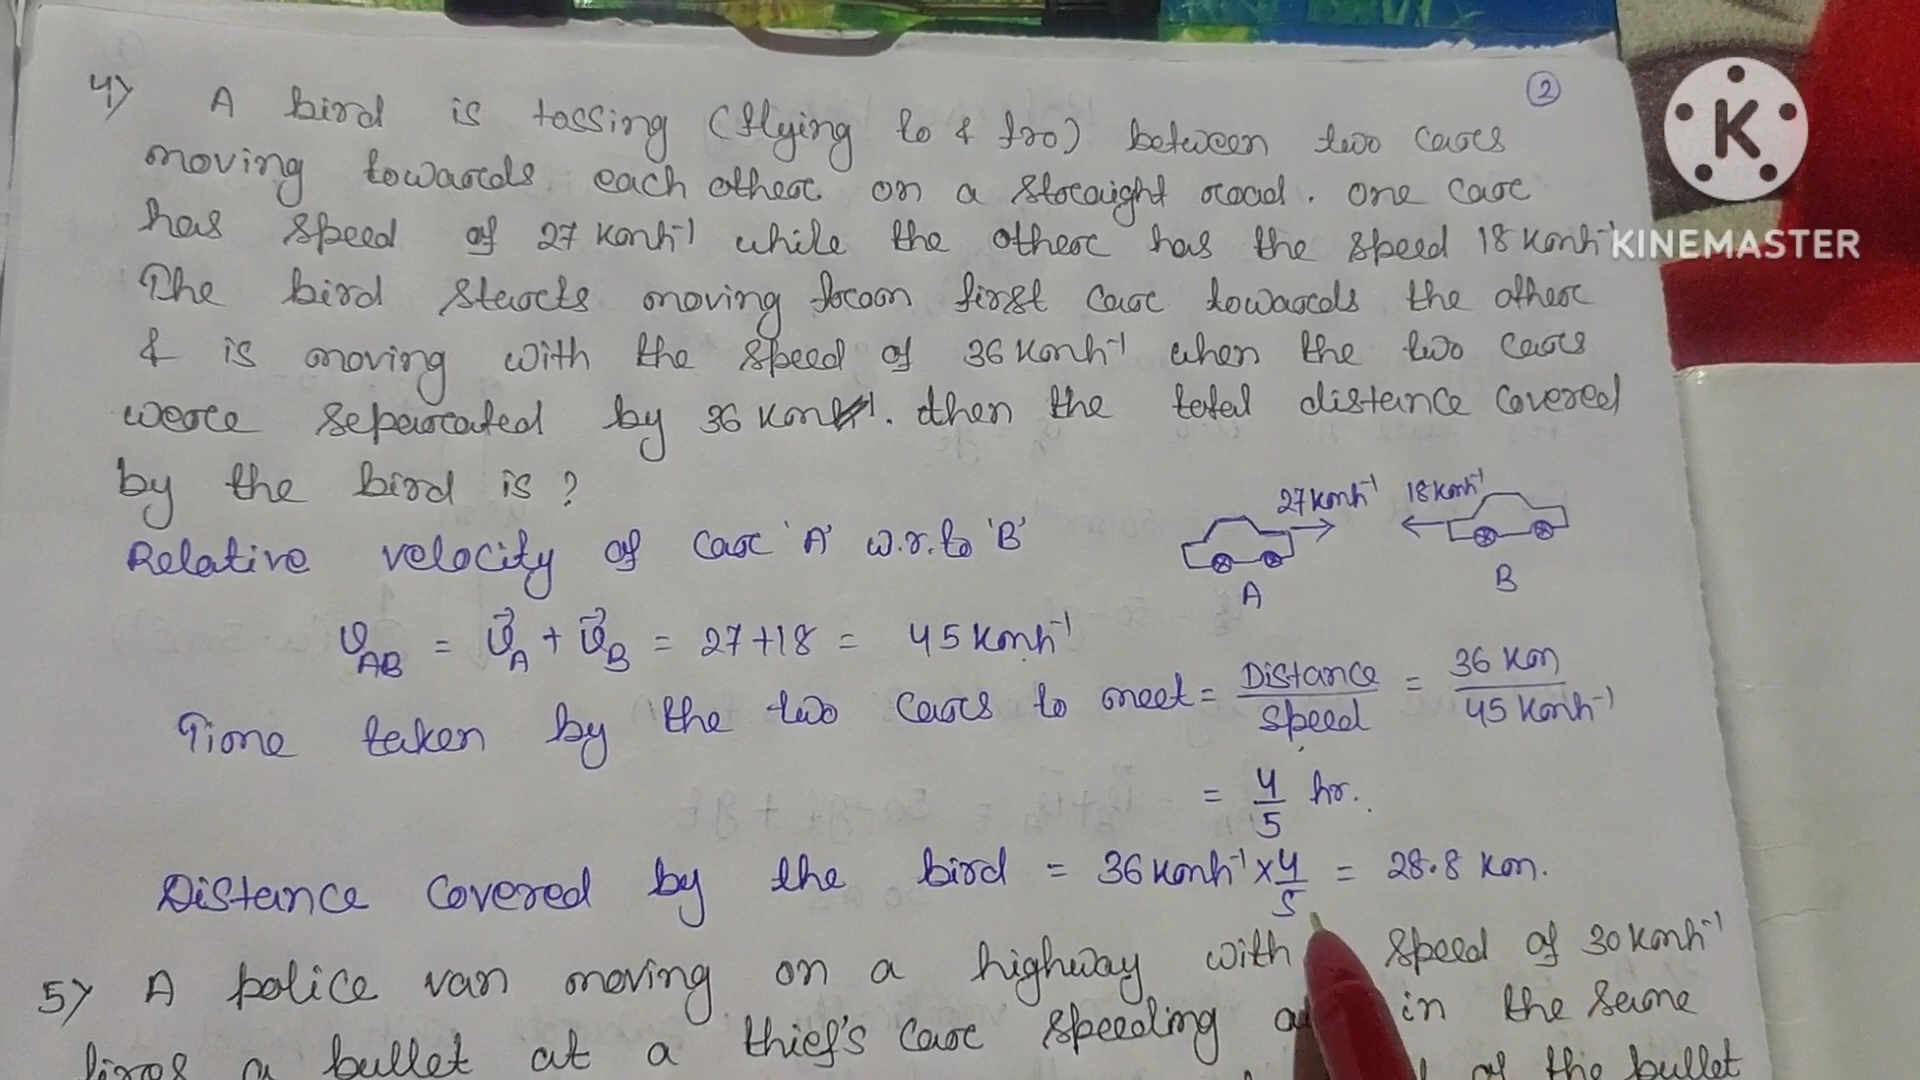 ②
4) A bird is tossing (flying to & fro) between two cars
moving towards each other on a straight road. One car
has speed of 27 Kmh⁻¹ while the other has the speed 18 Kmh⁻¹
The bird starts moving from first car towards the other
& is moving with the speed of 36 Kmh⁻¹ when the two cars
were separated by 36 Km. then the total distance covered
by the bird is ?
27 Kmh⁻¹ 18 Kmh⁻¹
A B
Relative velocity of car 'A' w.r.to 'B'
V_AB = V⃗_A + V⃗_B = 27+18 = 45 Kmh⁻¹
Time taken by the two cars to meet = Distance / Speed = 36 Km / 45 Kmh⁻¹
= 4/5 hr.
Distance covered by the bird = 36 Kmh⁻¹ × 4/5 = 28.8 Km.
5) A police van moving on a highway with speed of 30 Kmh⁻¹
fires a bullet at a thief's car speeding in the same
of the bullet
K
KINEMASTER